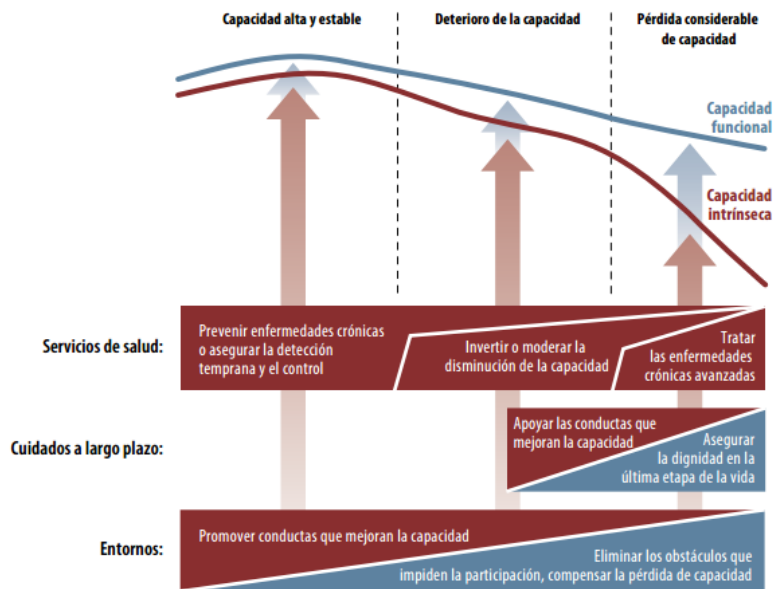 Capacidad alta y estable
Deterioro de la capacidad
Pérdida considerable
de capacidad
Capacidad
funcional
Capacidad
intrínseca
Servicios de salud:
Prevenir enfermedades crónicas
o asegurar la detección
temprana y el control
Invertir o moderar la
disminución de la capacidad
Tratar
las enfermedades
crónicas avanzadas
Cuidados a largo plazo:
Apoyar las conductas que
mejoran la capacidad
Asegurar
la dignidad en la
última etapa de la vida
Entornos:
Promover conductas que mejoran la capacidad
Eliminar los obstáculos que
impiden la participación, compensar la pérdida de capacidad